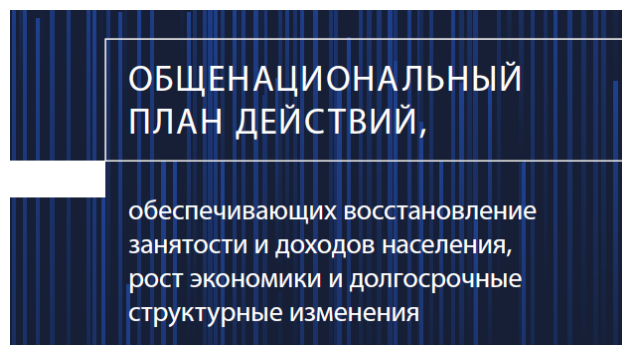 ОБЩЕНАЦИОНАЛЬНЫЙ
ПЛАН ДЕЙСТВИЙ,
обеспечивающих восстановление
занятости и доходов населения,
рост экономики и долгосрочные
структурные изменения